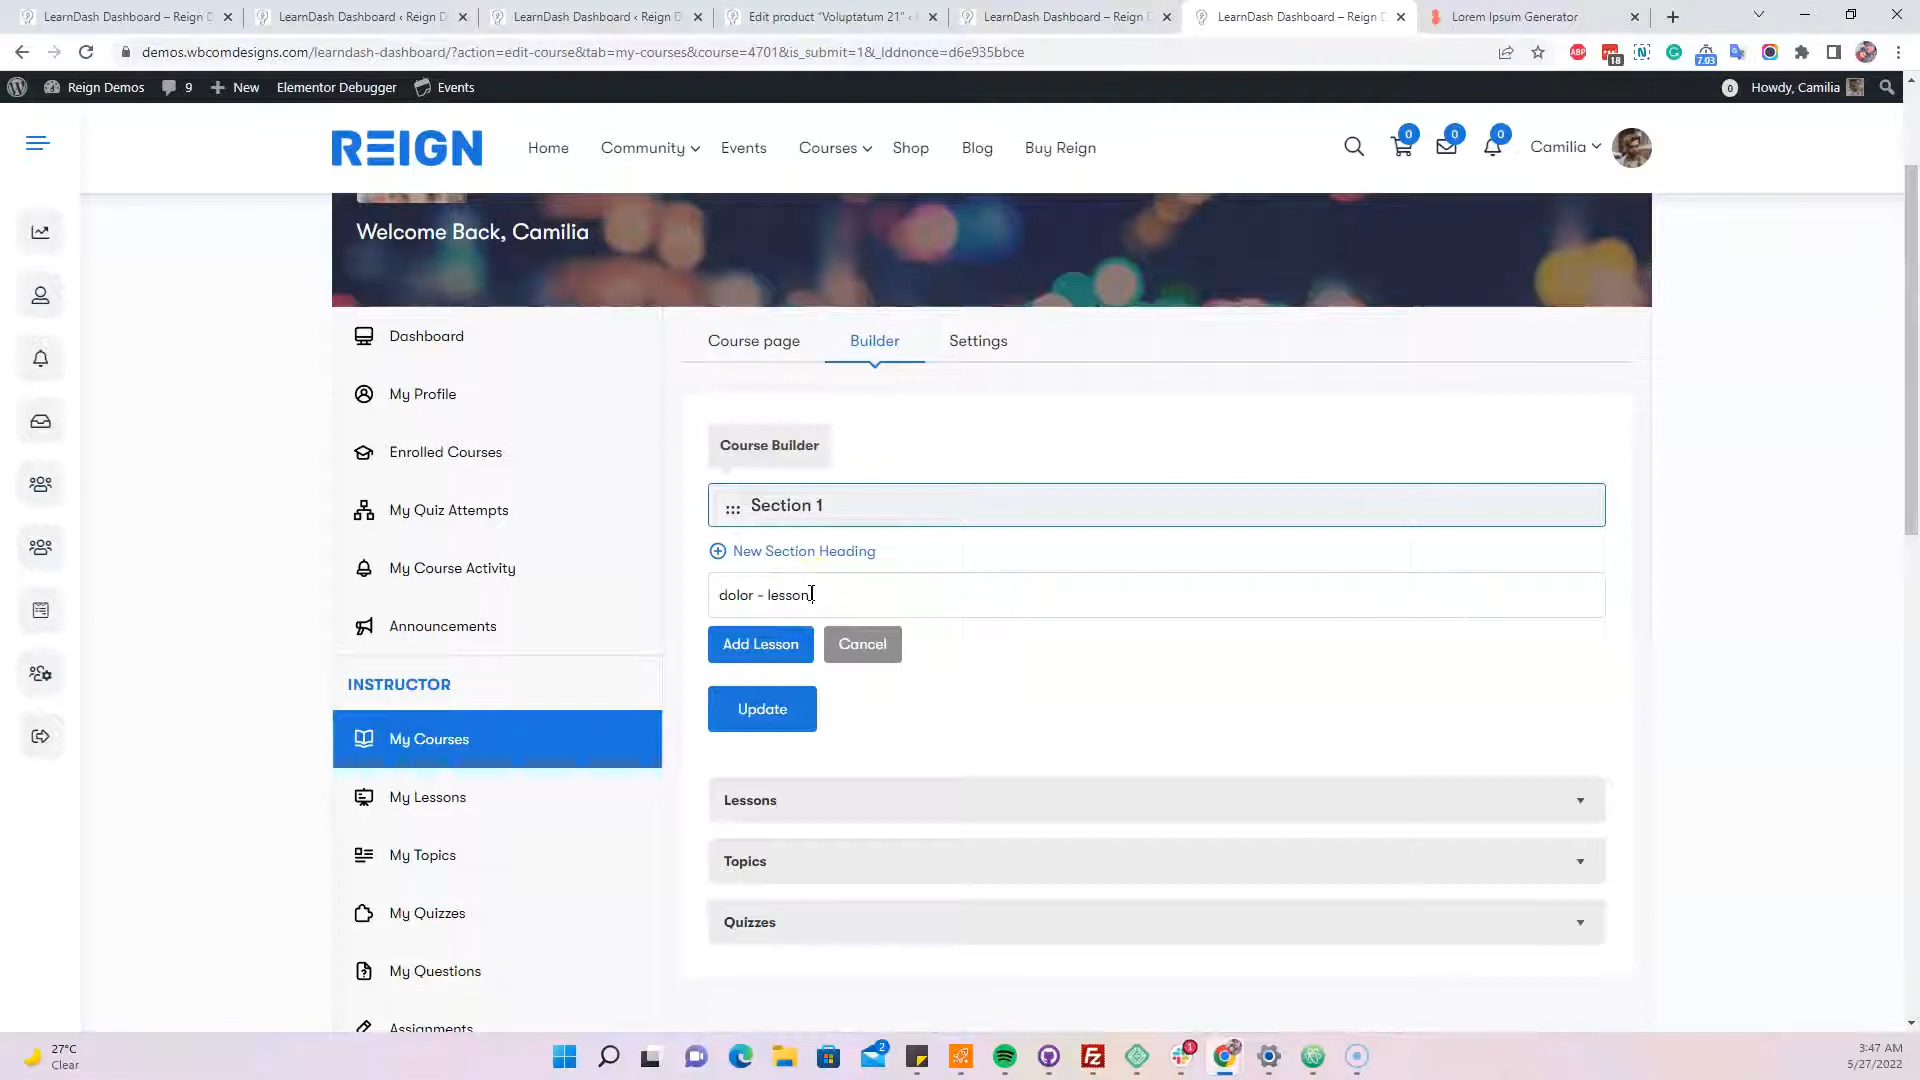 LearnDash Dashboard – Reign D
LearnDash Dashboard ‹ Reign D
LearnDash Dashboard ‹ Reign D
Edit product “Voluptatum 21” ‹
LearnDash Dashboard – Reign D
LearnDash Dashboard – Reign D
Lorem Ipsum Generator
demos.wbcomdesigns.com/learndash-dashboard/?action=edit-course&tab=my-courses&course=4701&is_submit=1&_lddnonce=d6e935bbce
ABP
18
7.03
Reign Demos
9
New
Elementor Debugger
Events
0
Howdy, Camilia
REIGN
Home
Community
Events
Courses
Shop
Blog
Buy Reign
0
0
0
Camilia
Welcome Back, Camilia
Dashboard
My Profile
Enrolled Courses
My Quiz Attempts
My Course Activity
Announcements
INSTRUCTOR
My Courses
My Lessons
My Topics
My Quizzes
My Questions
Assignments
Course page
Builder
Settings
Course Builder
Section 1
New Section Heading
dolor - lesson
Add Lesson
Cancel
Update
Lessons
Topics
Quizzes
27°C
Clear
2
1
3:47 AM
5/27/2022